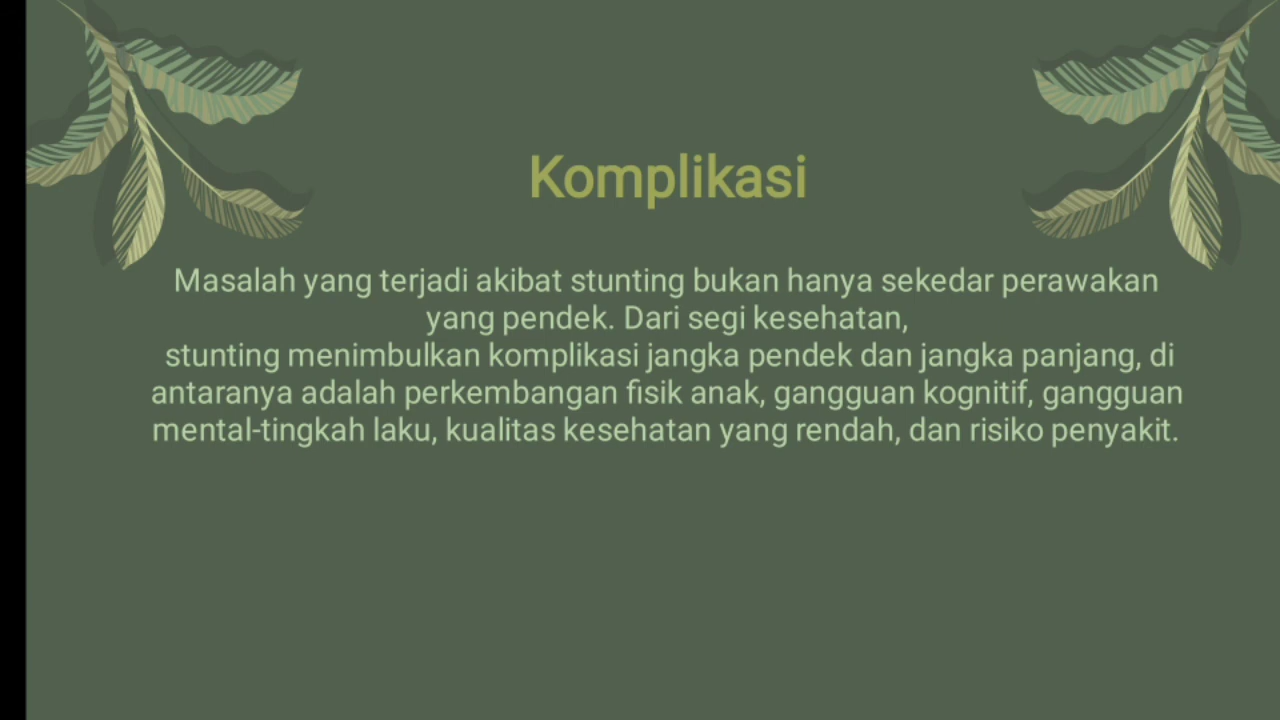 Komplikasi
Masalah yang terjadi akibat stunting bukan hanya sekedar perawakan
yang pendek. Dari segi kesehatan,
stunting menimbulkan komplikasi jangka pendek dan jangka panjang, di
antaranya adalah perkembangan fisik anak, gangguan kognitif, gangguan
mental-tingkah laku, kualitas kesehatan yang rendah, dan risiko penyakit.